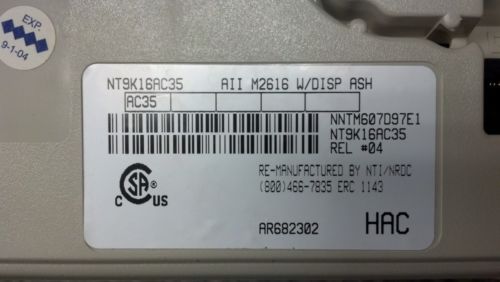 EXP.
9-1-04
NT9K16AC35 AII M2616 W/DISP ASH
AC35
NNTM607D97E1
NT9K16AC35
REL #04
RE-MANUFACTURED BY NTI/NRDC
(800)466-7835 ERC 1143
SA®
C US
AR682302 HAC